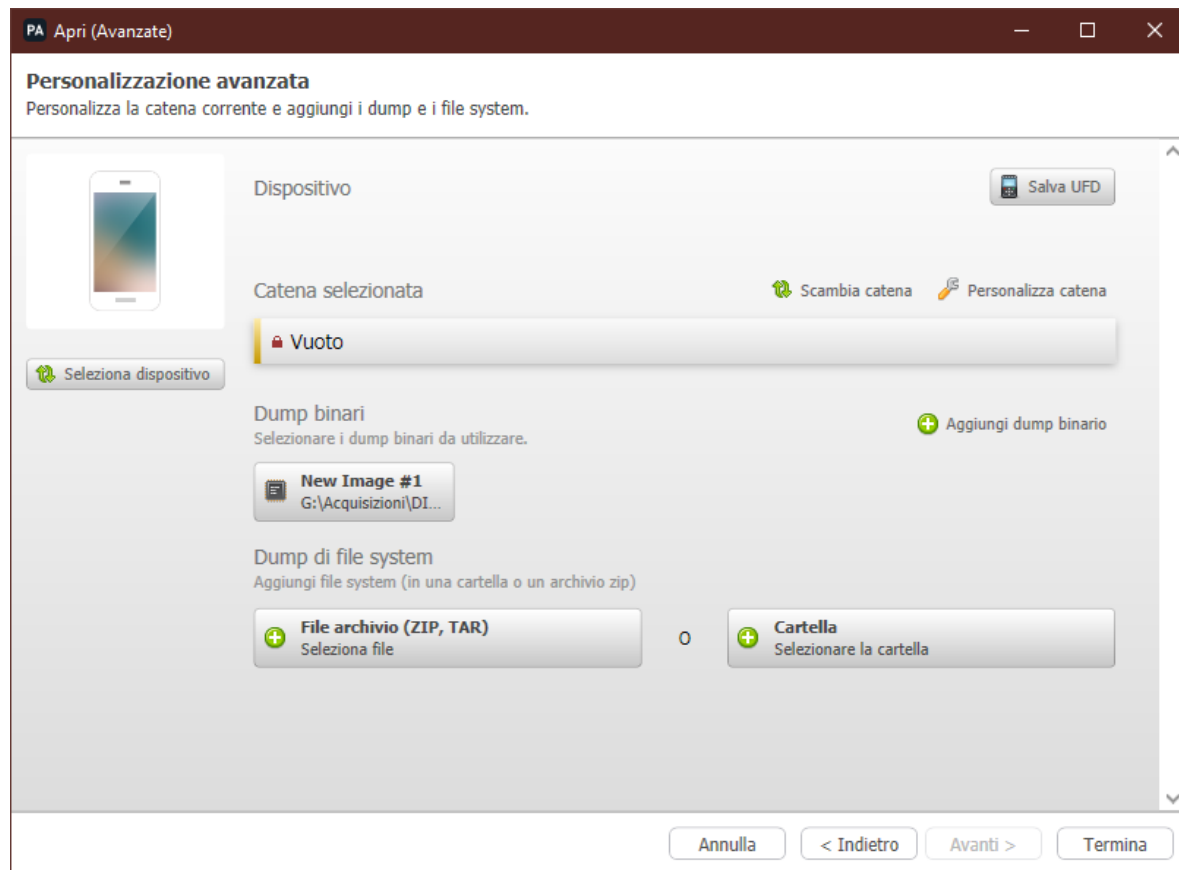 PA Apri (Avanzate)
Personalizzazione avanzata
Personalizza la catena corrente e aggiungi i dump e i file system.
Dispositivo
Salva UFD
Catena selezionata
Scambia catena
Personalizza catena
Vuoto
Seleziona dispositivo
Dump binari
Selezionare i dump binari da utilizzare.
Aggiungi dump binario
New Image #1
G:\Acquisizioni\DI...
Dump di file system
Aggiungi file system (in una cartella o un archivio zip)
File archivio (ZIP, TAR)
Seleziona file
O
Cartella
Selezionare la cartella
Annulla
< Indietro
Avanti >
Termina